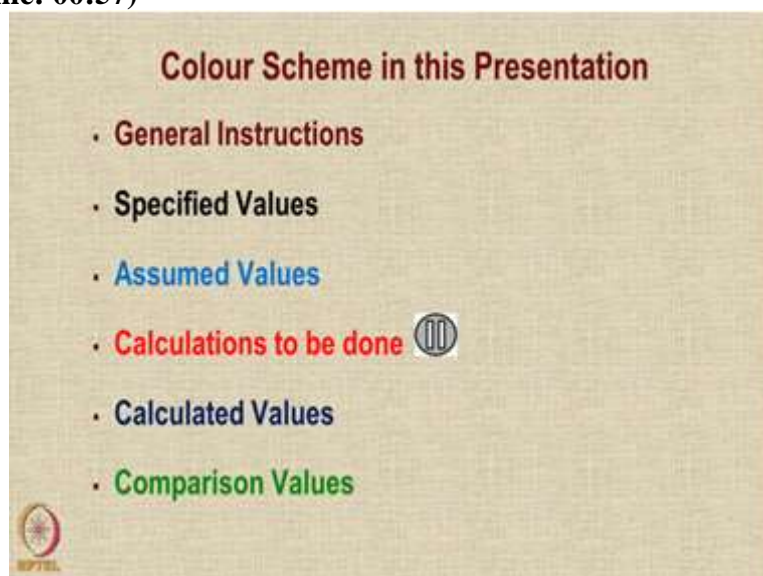 Colour Scheme in this Presentation
General Instructions
Specified Values
Assumed Values
Calculations to be done
Calculated Values
Comparison Values
NPTEL